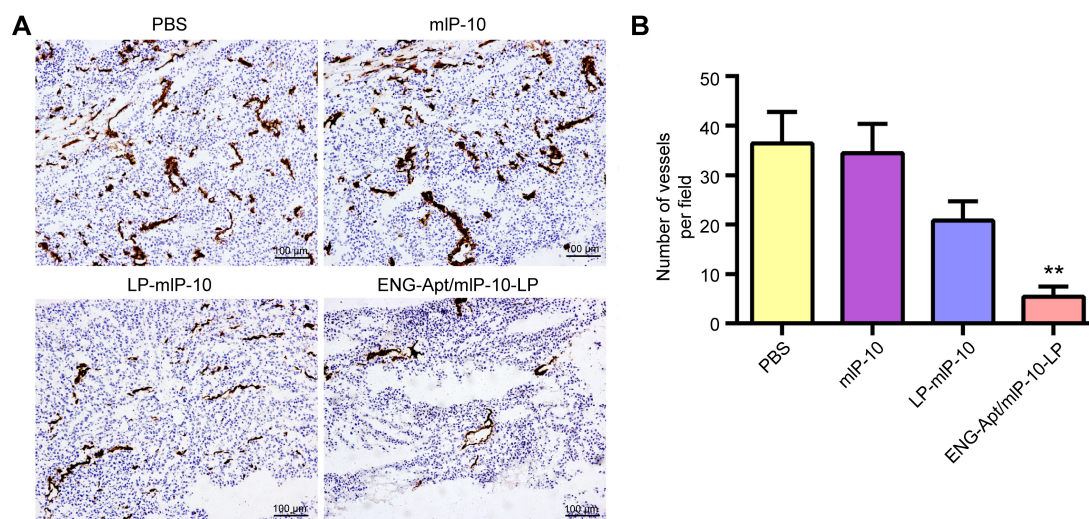 A
PBS
mIP-10
100 μm
100 μm
LP-mIP-10
ENG-Apt/mIP-10-LP
100 μm
100 μm
B
Number of vessels
per field
50
40
30
20
10
0
**
PBS
mIP-10
LP-mIP-10
ENG-Apt/mIP-10-LP